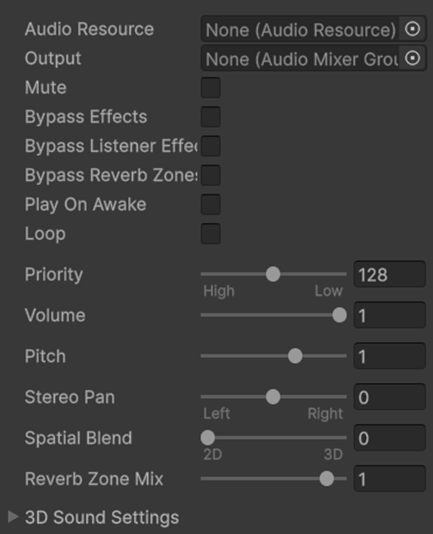 Audio Resource None (Audio Resource)
Output None (Audio Mixer Grou
Mute
Bypass Effects
Bypass Listener Effec
Bypass Reverb Zones
Play On Awake
Loop
Priority 128
High Low
Volume 1
Pitch 1
Stereo Pan 0
Left Right
Spatial Blend 0
2D 3D
Reverb Zone Mix 1
3D Sound Settings